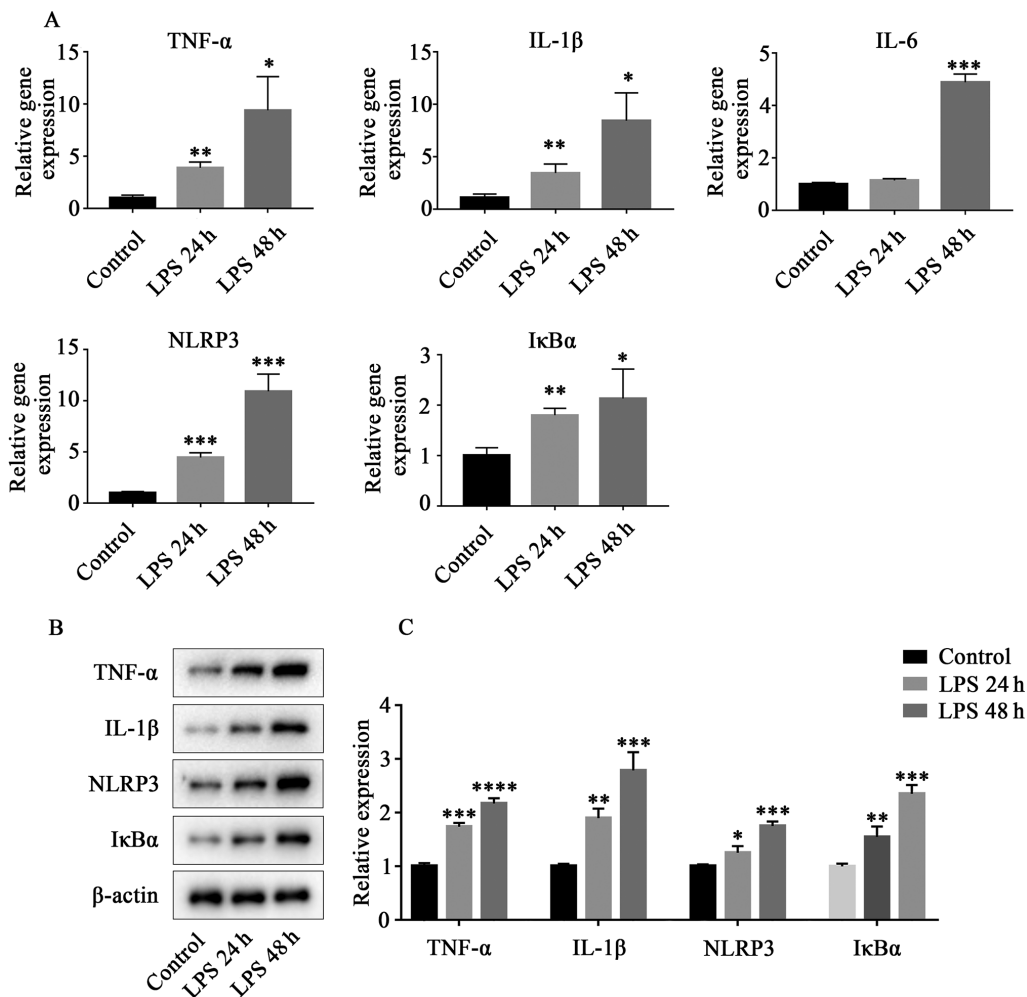 A
TNF-α
Relative gene
expression
15
10
5
0
**
*
Control
LPS 24 h
LPS 48 h
IL-1β
Relative gene
expression
15
10
5
0
**
*
Control
LPS 24 h
LPS 48 h
IL-6
Relative gene
expression
5
2
1
0
***
Control
LPS 24 h
LPS 48 h
NLRP3
Relative gene
expression
15
10
5
0
***
***
Control
LPS 24 h
LPS 48 h
IκBα
Relative gene
expression
3
2
1
0
**
*
Control
LPS 24 h
LPS 48 h
B
TNF-α
IL-1β
NLRP3
IκBα
β-actin
Control
LPS 24 h
LPS 48 h
C
Control
LPS 24 h
LPS 48 h
Relative expression
4
3
2
1
0
***
****
**
***
*
***
**
***
TNF-α
IL-1β
NLRP3
IκBα